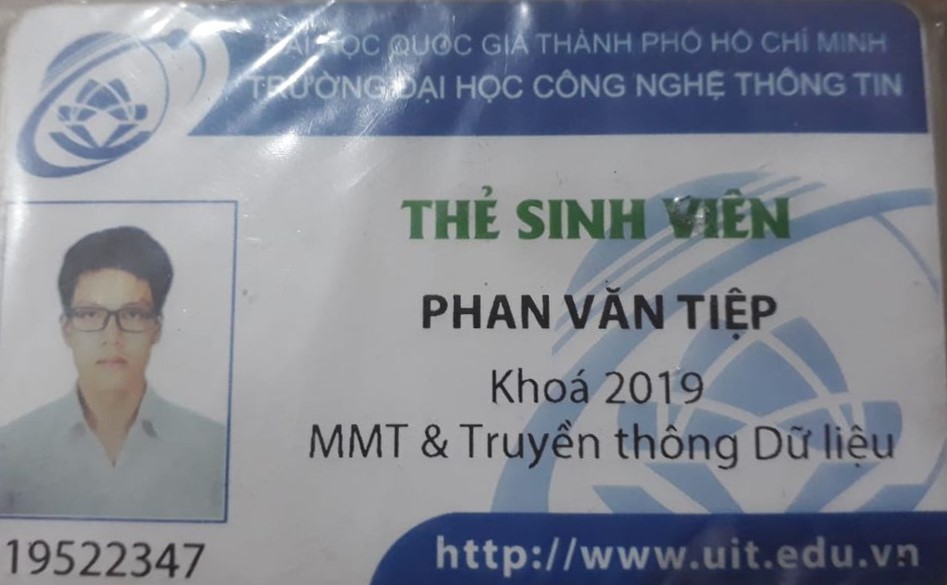 ĐẠI HỌC QUỐC GIA THÀNH PHỐ HỒ CHÍ MINH
TRƯỜNG ĐẠI HỌC CÔNG NGHỆ THÔNG TIN
THẺ SINH VIÊN
PHAN VĂN TIỆP
Khoá 2019
MMT & Truyền thông Dữ liệu
19522347
http://www.uit.edu.vn